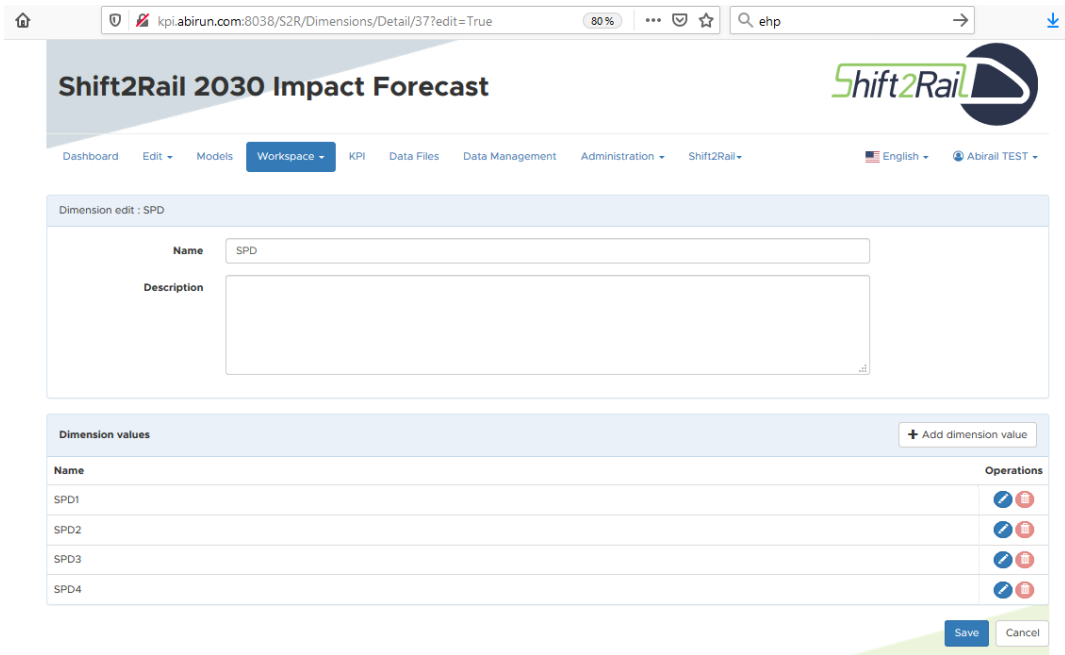 kpi.abirun.com:8038/S2R/Dimensions/Detail/37?edit=True 80% ehp
Shift2Rail 2030 Impact Forecast
Shift2Rail
Dashboard Edit Models Workspace KPI Data Files Data Management Administration Shift2Rail English Abirail TEST
Dimension edit : SPD
Name SPD
Description
Dimension values + Add dimension value
Name Operations
SPD1
SPD2
SPD3
SPD4
Save Cancel